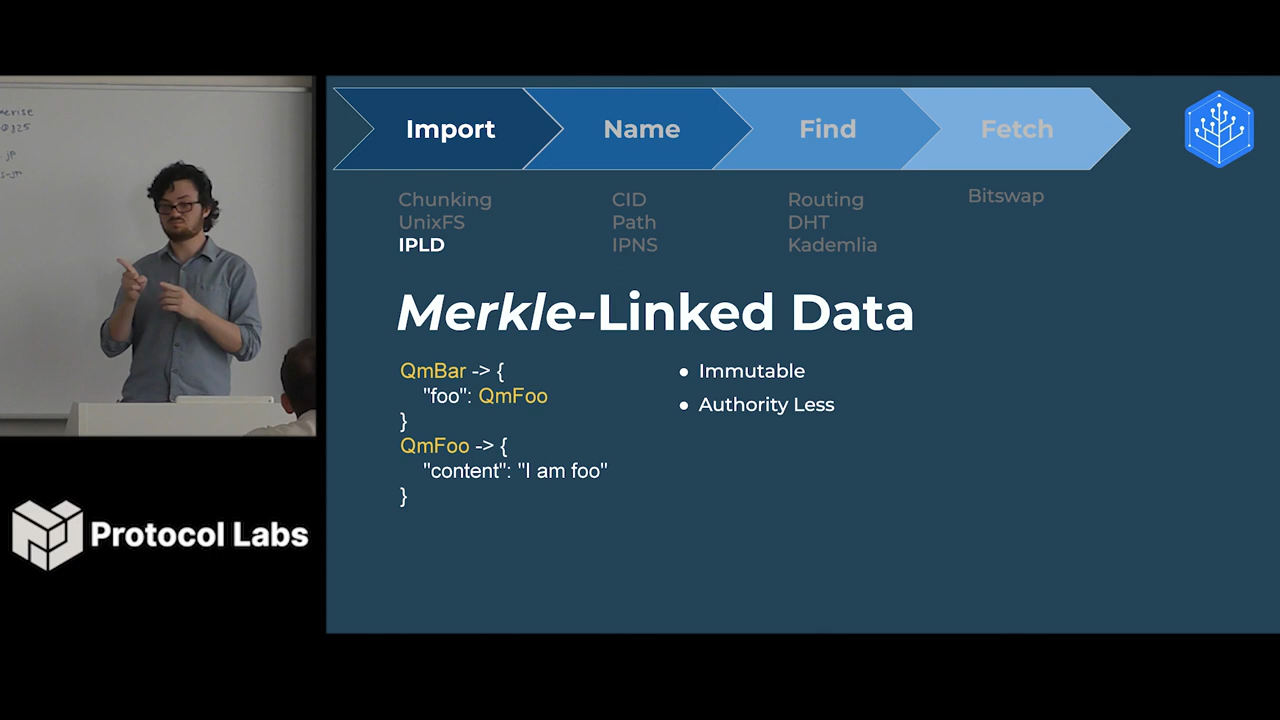 Import
Name
Find
Fetch
Chunking
UnixFS
IPLD
CID
Path
IPNS
Routing
DHT
Kademlia
Bitswap
Merkle-Linked Data
QmBar -> {
"foo": QmFoo
}
QmFoo -> {
"content": "I am foo"
}
● Immutable
● Authority Less
Protocol Labs